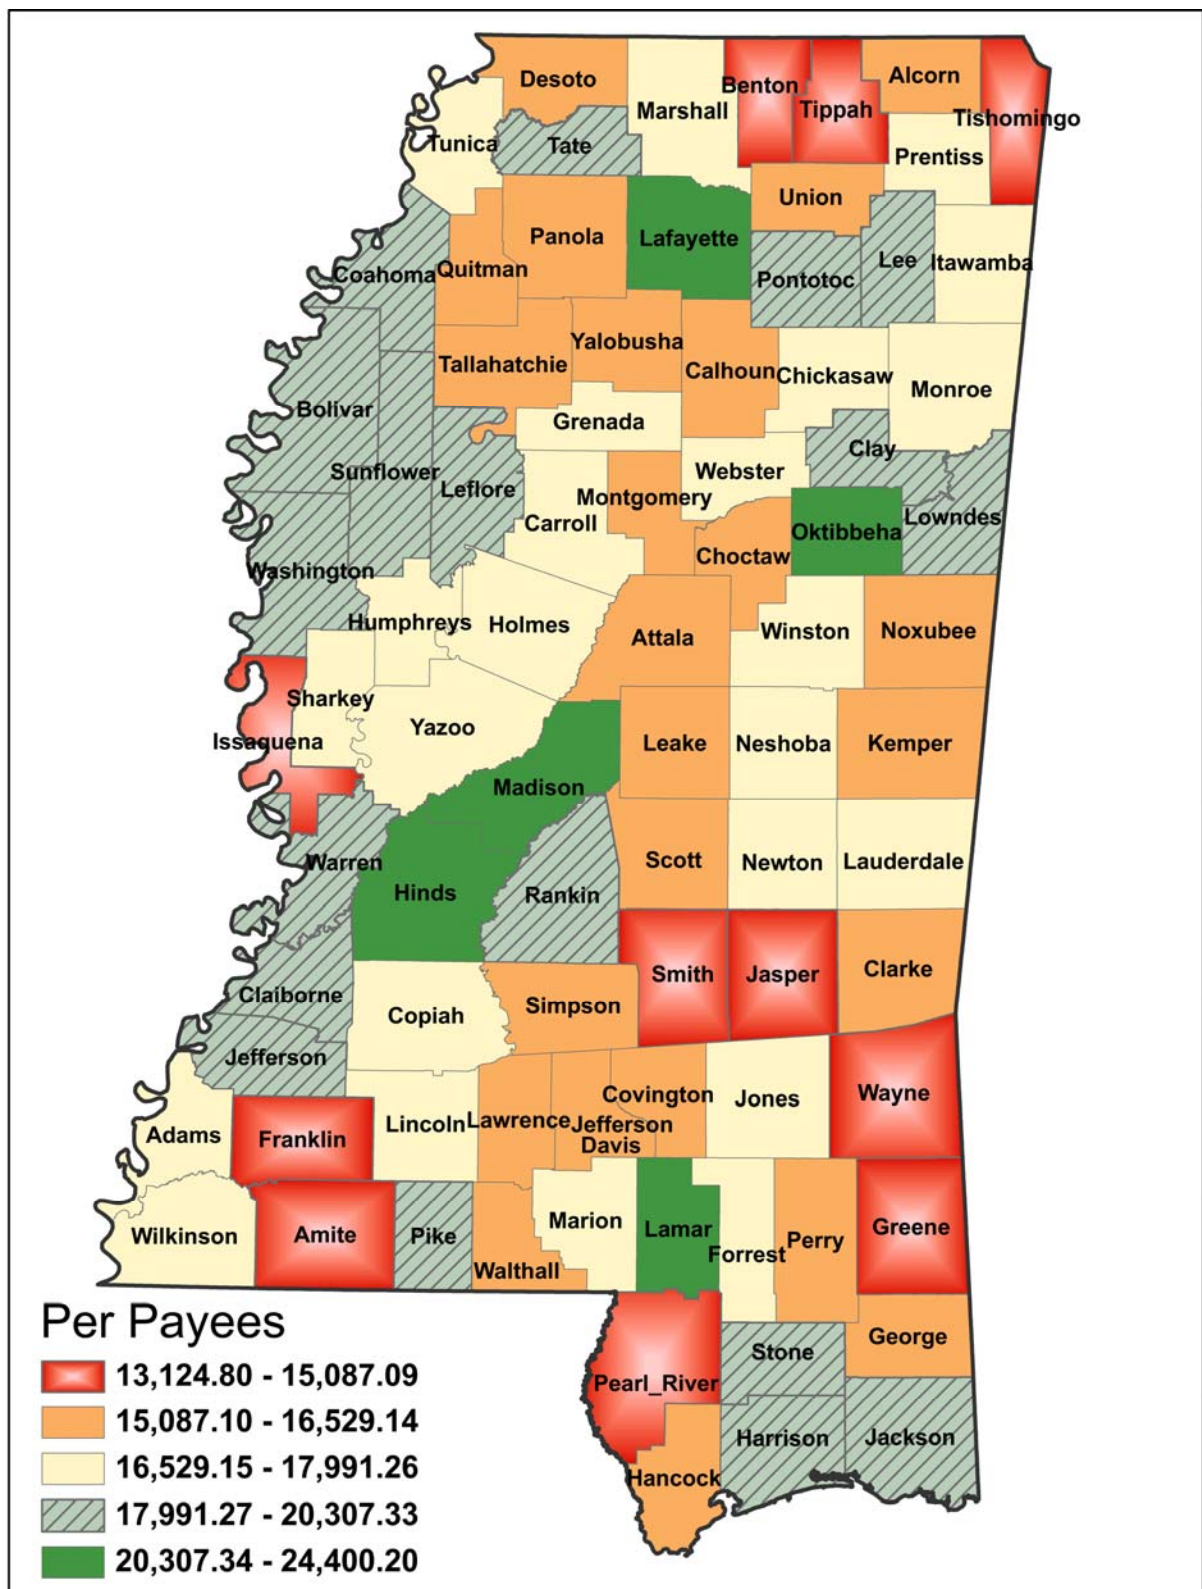 Desoto
Benton
Alcorn
Marshall
Tippah
Tishomingo
Tunica
Tate
Prentiss
Union
Panola
Lafayette
Coahoma
Quitman
Pontotoc
Lee
Itawamba
Yalobusha
Tallahatchie
Calhoun
Chickasaw
Monroe
Bolivar
Grenada
Clay
Sunflower
Leflore
Webster
Montgomery
Carroll
Lowndes
Oktibbeha
Choctaw
Washington
Humphreys
Holmes
Attala
Winston
Noxubee
Sharkey
Issaquena
Yazoo
Leake
Neshoba
Kemper
Madison
Warren
Hinds
Rankin
Scott
Newton
Lauderdale
Smith
Jasper
Clarke
Claiborne
Copiah
Simpson
Jefferson
Covington
Jones
Wayne
Adams
Franklin
Lincoln
Lawrence
Jefferson
Davis
Wilkinson
Amite
Pike
Marion
Lamar
Forrest
Perry
Greene
Walthall
George
Stone
Pearl_River
Harrison
Jackson
Hancock
Per Payees
13,124.80 - 15,087.09
15,087.10 - 16,529.14
16,529.15 - 17,991.26
17,991.27 - 20,307.33
20,307.34 - 24,400.20